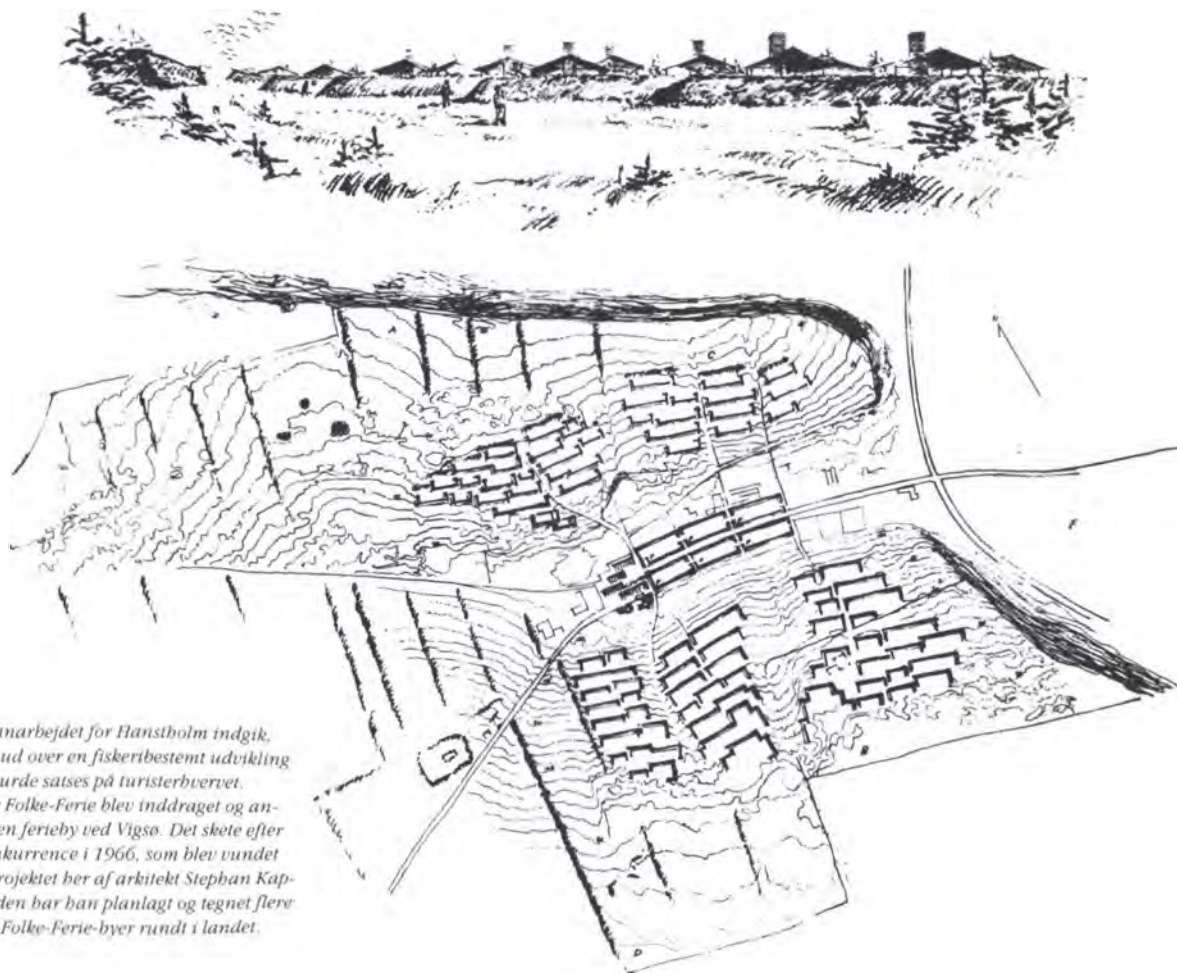 anarbejdet for Hanstholm indgik,
ud over en fiskeribestemt udvikling
urde satses på turisterhvervet.
Folke-Ferie blev inddraget og an-
en ferieby ved Vigsø. Det skete efter
nkurrence i 1966, som blev vundet
rojektet her af arkitekt Stephan Kap-
den har han planlagt og tegnet flere
Folke-Ferie-byer rundt i landet.
A
C
F
B
D